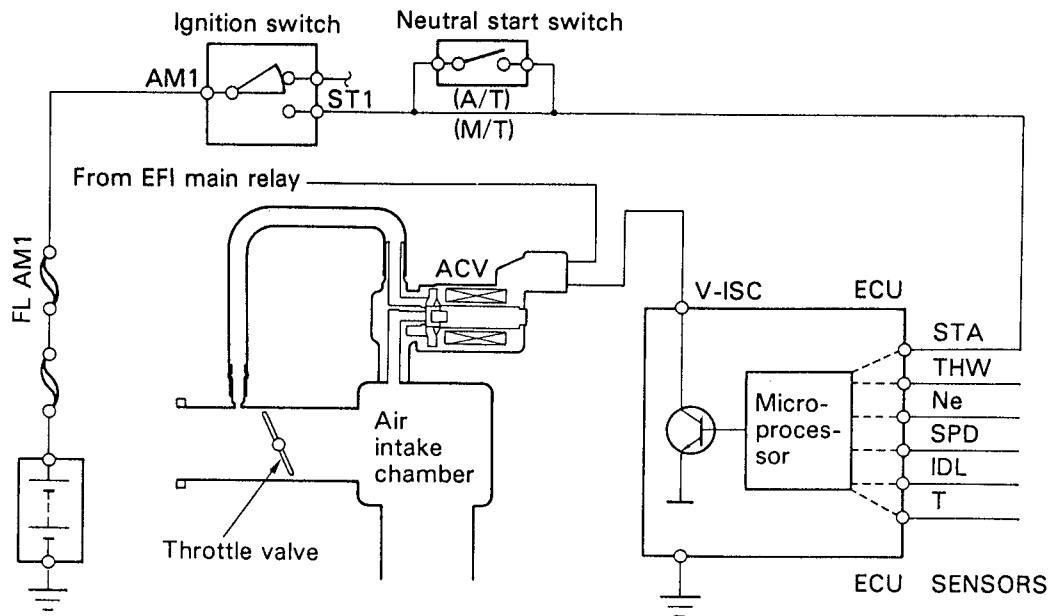 Ignition switch
Neutral start switch
AM1
ST1
(A/T)
(M/T)
From EFI main relay
FL AM1
ACV
V-ISC
ECU
STA
THW
Ne
SPD
IDL
T
Micro-
proces-
sor
Air
intake
chamber
Throttle valve
ECU
SENSORS